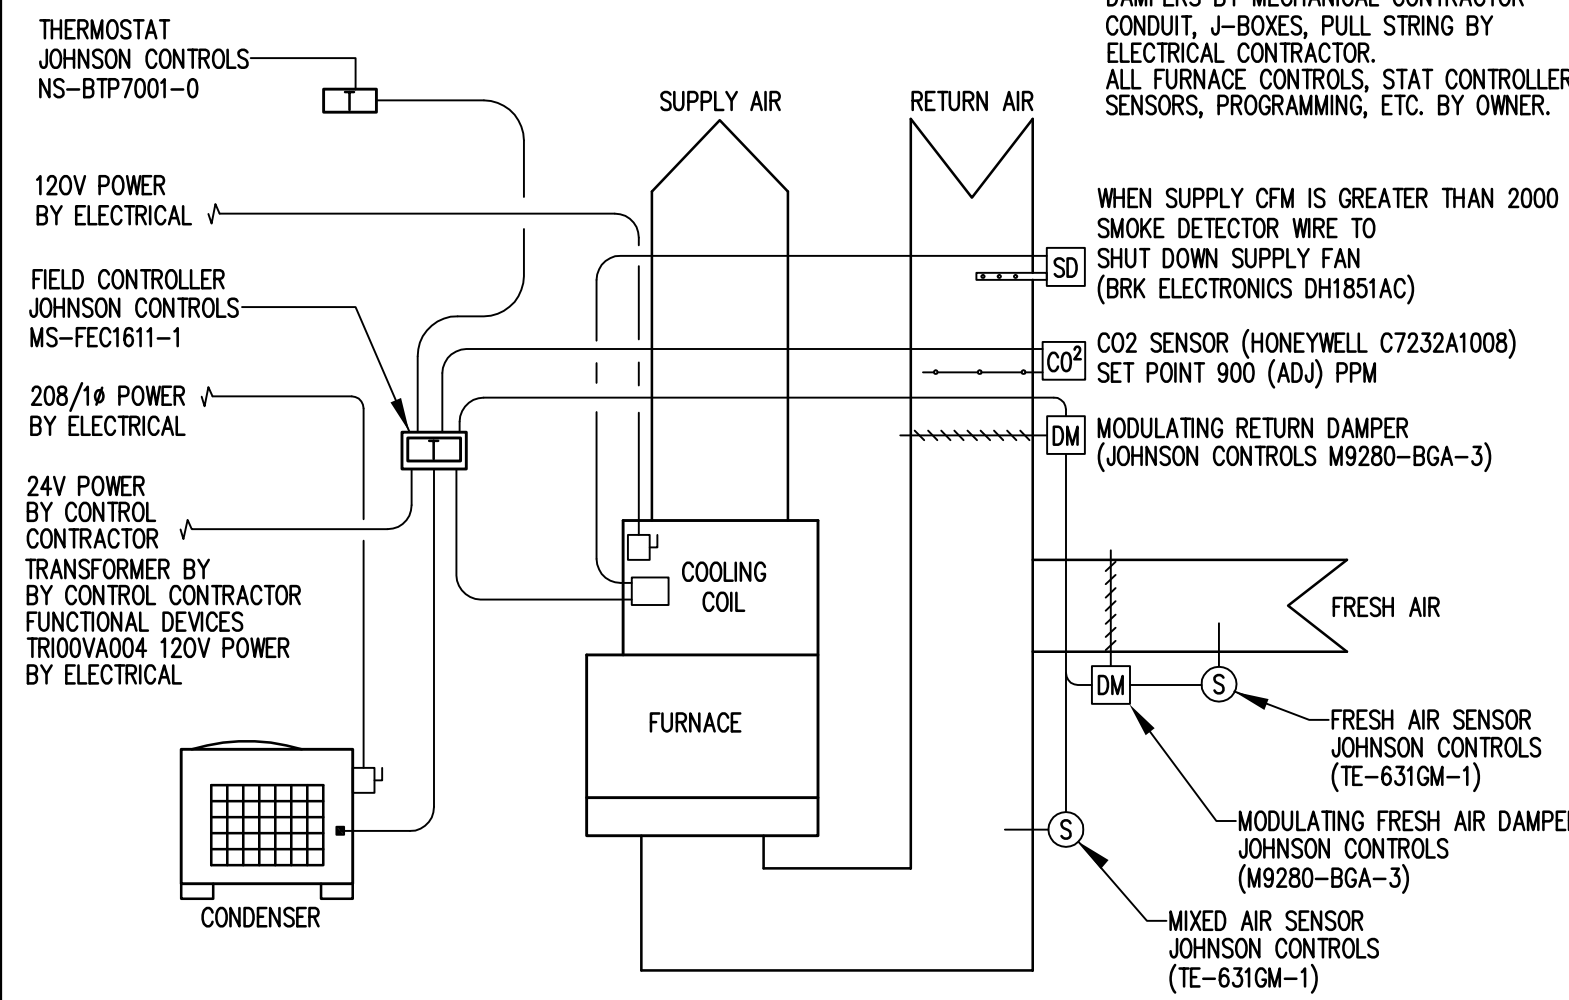 THERMOSTAT
JOHNSON CONTROLS
NS-BTP7001-0
T
120V POWER
BY ELECTRICAL
FIELD CONTROLLER
JOHNSON CONTROLS
MS-FEC1611-1
208/1ø POWER
BY ELECTRICAL
T
24V POWER
BY CONTROL
CONTRACTOR
TRANSFORMER BY
BY CONTROL CONTRACTOR
FUNCTIONAL DEVICES
TR100VA004 120V POWER
BY ELECTRICAL
CONDENSER
SUPPLY AIR
RETURN AIR
COOLING
COIL
FURNACE
DAMPERS BY MECHANICAL CONTRACTOR
CONDUIT, J-BOXES, PULL STRING BY
ELECTRICAL CONTRACTOR.
ALL FURNACE CONTROLS, STAT CONTROLLER
SENSORS, PROGRAMMING, ETC. BY OWNER.
WHEN SUPPLY CFM IS GREATER THAN 2000
SMOKE DETECTOR WIRE TO
SHUT DOWN SUPPLY FAN
(BRK ELECTRONICS DH1851AC)
SD
CO²
CO2 SENSOR (HONEYWELL C7232A1008)
SET POINT 900 (ADJ) PPM
DM
MODULATING RETURN DAMPER
(JOHNSON CONTROLS M9280-BGA-3)
FRESH AIR
DM
S
FRESH AIR SENSOR
JOHNSON CONTROLS
(TE-631GM-1)
MODULATING FRESH AIR DAMPER
JOHNSON CONTROLS
(M9280-BGA-3)
S
MIXED AIR SENSOR
JOHNSON CONTROLS
(TE-631GM-1)